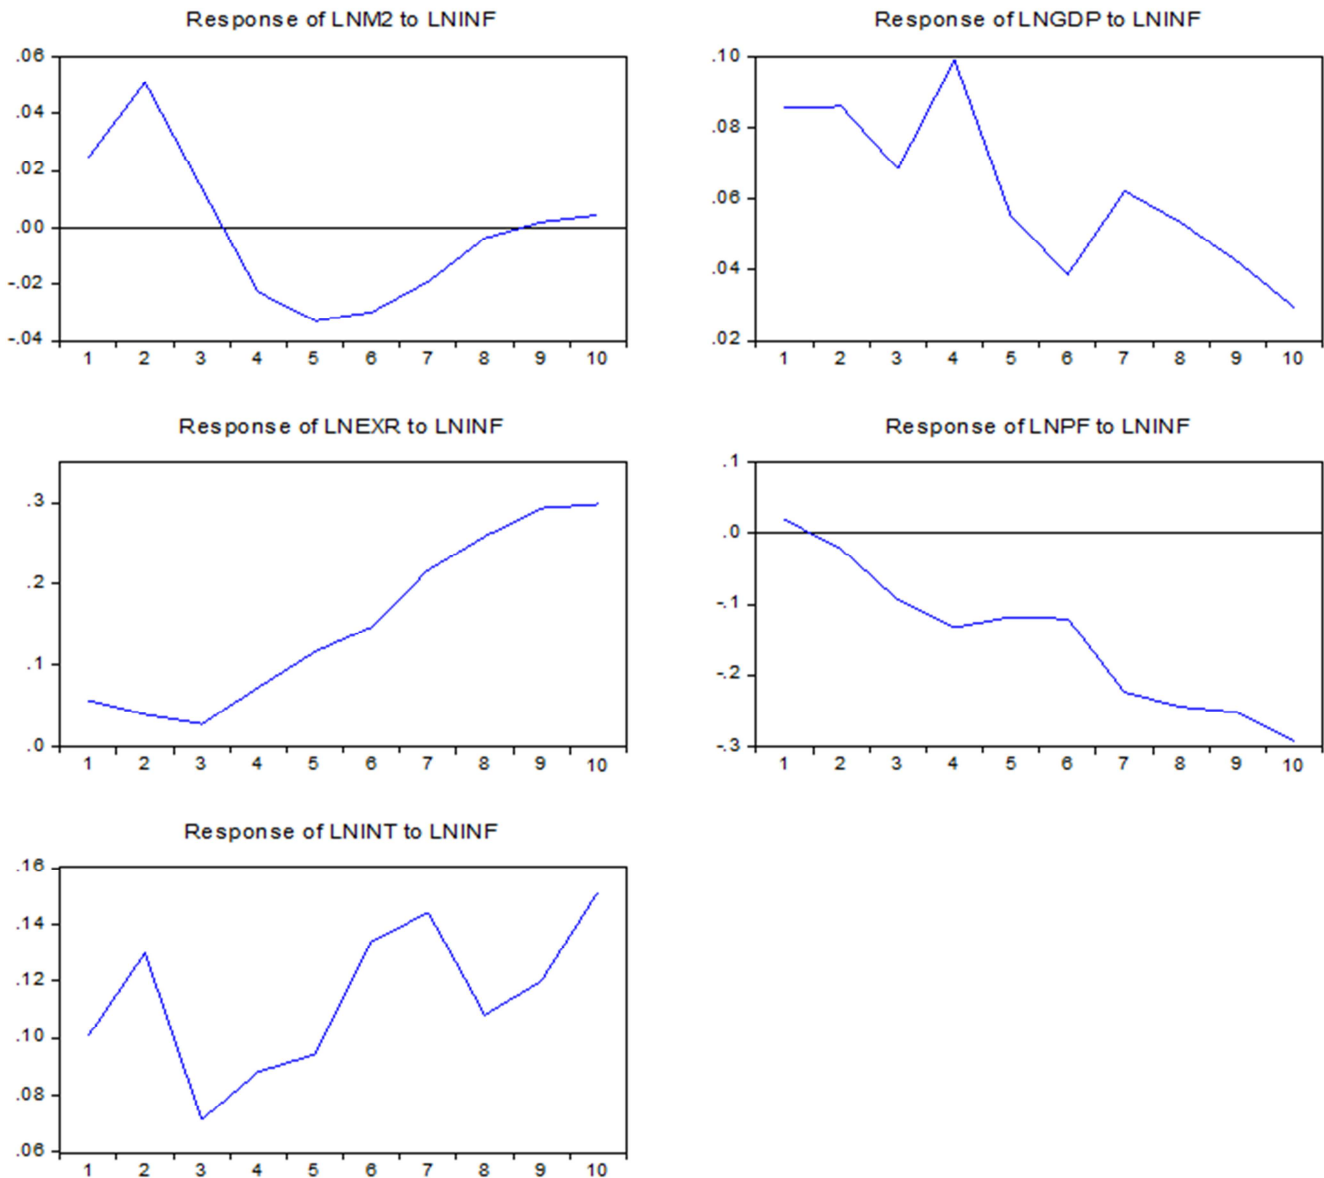 Response of LNM2 to LNINF
.06
.04
.02
.00
-.02
-.04
1 2 3 4 5 6 7 8 9 10
Response of LNGDP to LNINF
.10
.08
.06
.04
.02
1 2 3 4 5 6 7 8 9 10
Response of LNEXR to LNINF
.3
.2
.1
.0
1 2 3 4 5 6 7 8 9 10
Response of LNPF to LNINF
.1
.0
-.1
-.2
-.3
1 2 3 4 5 6 7 8 9 10
Response of LNINT to LNINF
.16
.14
.12
.10
.08
.06
1 2 3 4 5 6 7 8 9 10